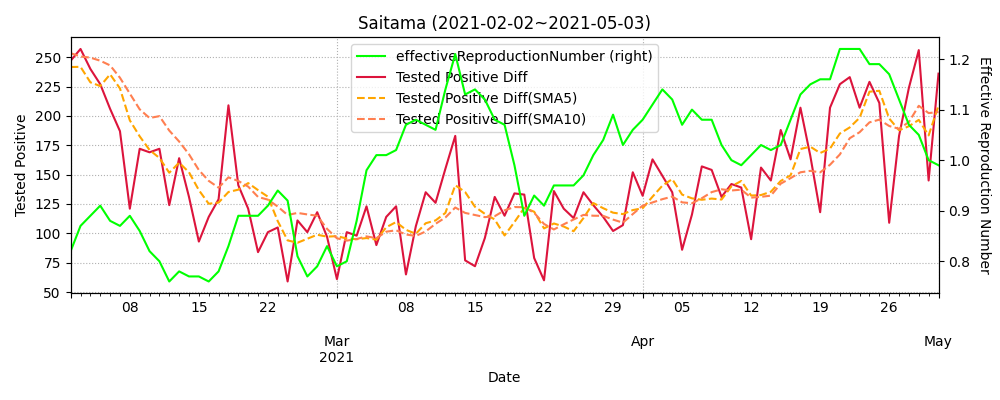 Saitama (2021-02-02~2021-05-03)
effectiveReproductionNumber (right)
Tested Positive Diff
Tested Positive Diff(SMA5)
Tested Positive Diff(SMA10)
Tested Positive
250
225
200
175
150
125
100
75
50
1.2
1.1
1.0
0.9
0.8
Effective Reproduction Number
08 15 22 08 15 22 29 05 12 19 26
Mar Apr May
2021
Date